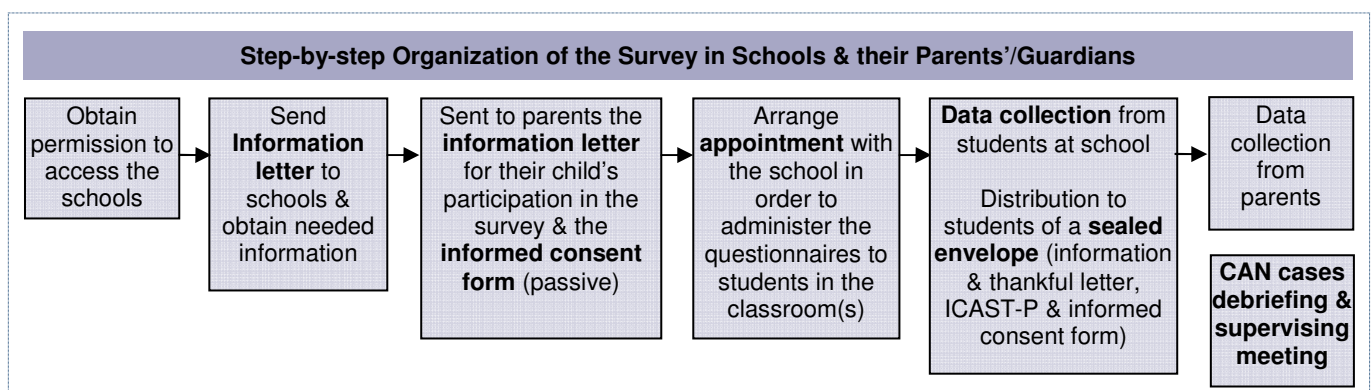 Step-by-step Organization of the Survey in Schools & their Parents’/Guardians
Obtain
permission to
access the
schools
Send
Information
letter to
schools &
obtain needed
information
Sent to parents the
information letter
for their child’s
participation in the
survey & the
informed consent
form (passive)
Arrange
appointment with
the school in
order to
administer the
questionnaires to
students in the
classroom(s)
Data collection from
students at school
Distribution to
students of a sealed
envelope (information
& thankful letter,
ICAST-P & informed
consent form)
Data
collection
from
parents
CAN cases
debriefing &
supervising
meeting